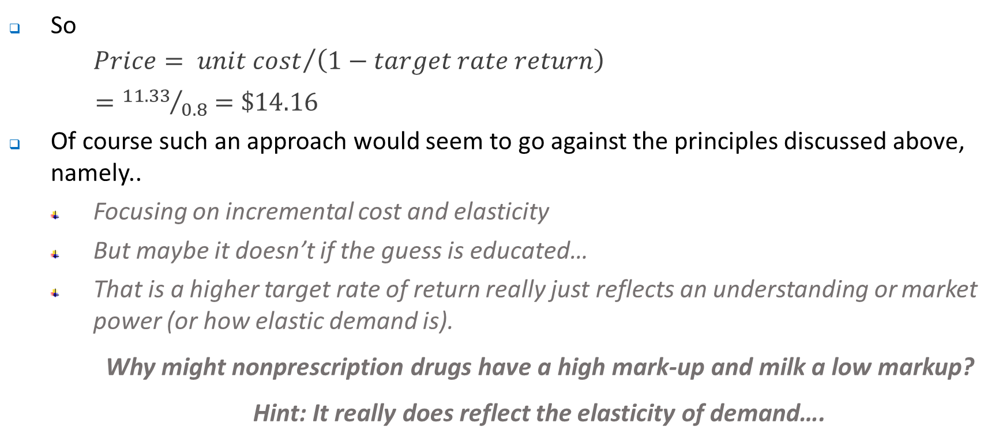 So
Price = unit cost/(1 − target rate return)
= 11.33/0.8 = $14.16
Of course such an approach would seem to go against the principles discussed above,
namely..
Focusing on incremental cost and elasticity
But maybe it doesn’t if the guess is educated…
That is a higher target rate of return really just reflects an understanding or market
power (or how elastic demand is).
Why might nonprescription drugs have a high mark-up and milk a low markup?
Hint: It really does reflect the elasticity of demand….